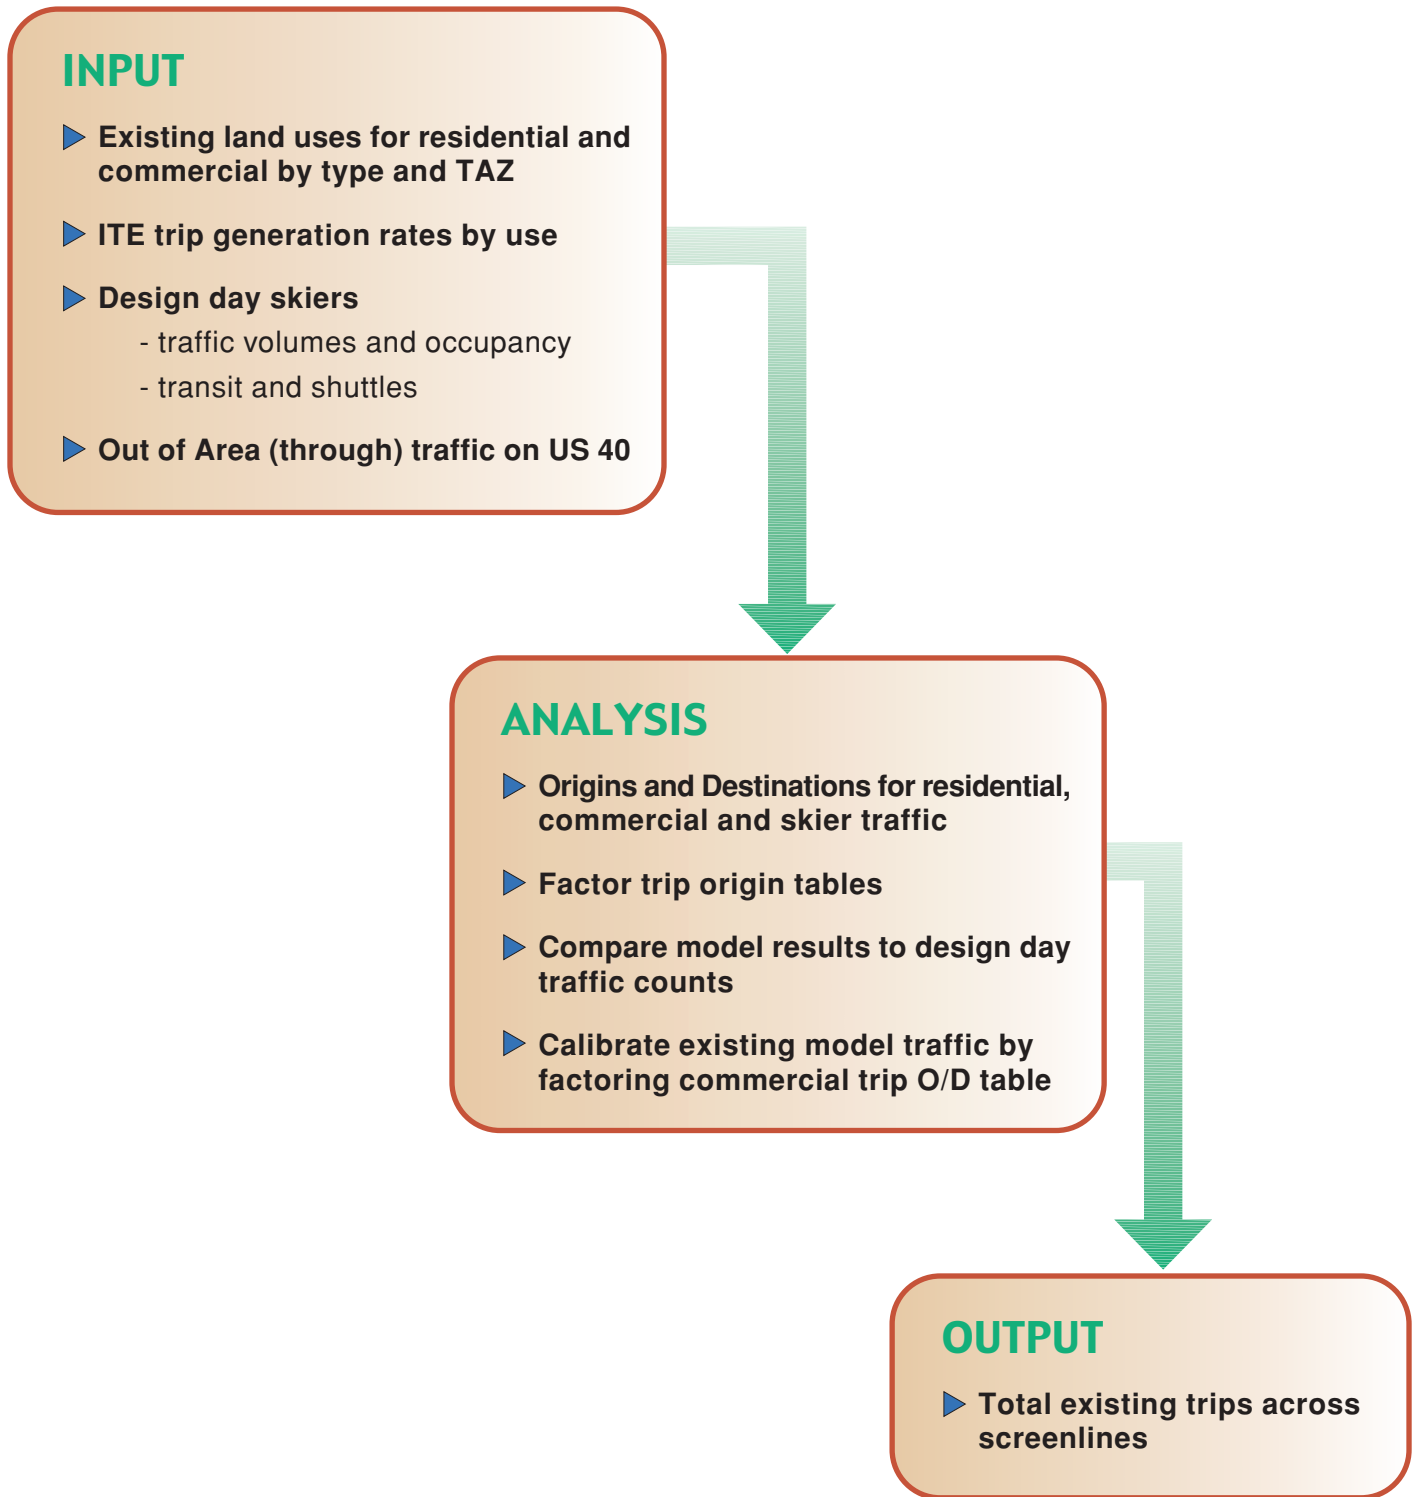 INPUT
Existing land uses for residential and
commercial by type and TAZ
ITE trip generation rates by use
Design day skiers
- traffic volumes and occupancy
- transit and shuttles
Out of Area (through) traffic on US 40
ANALYSIS
Origins and Destinations for residential,
commercial and skier traffic
Factor trip origin tables
Compare model results to design day
traffic counts
Calibrate existing model traffic by
factoring commercial trip O/D table
OUTPUT
Total existing trips across
screenlines